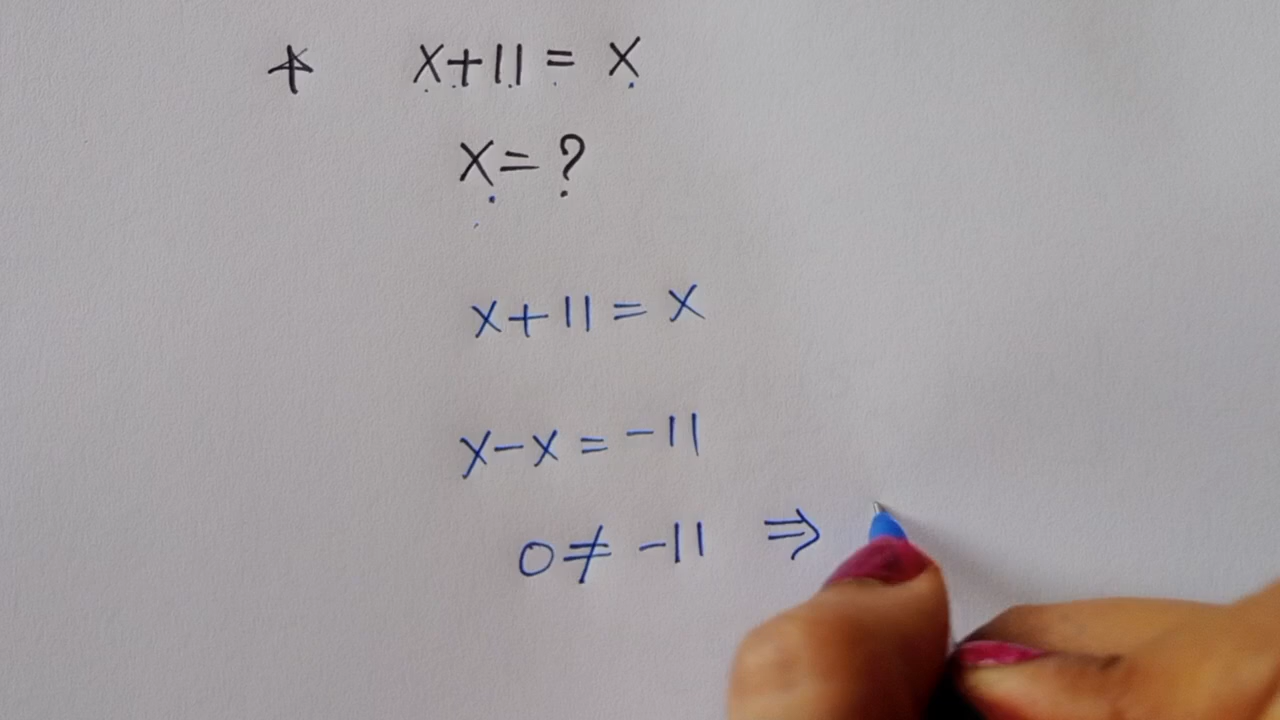 * x+11 = x
x = ?
x+11 = x
x-x = -11
0 ≠ -11 ⇒